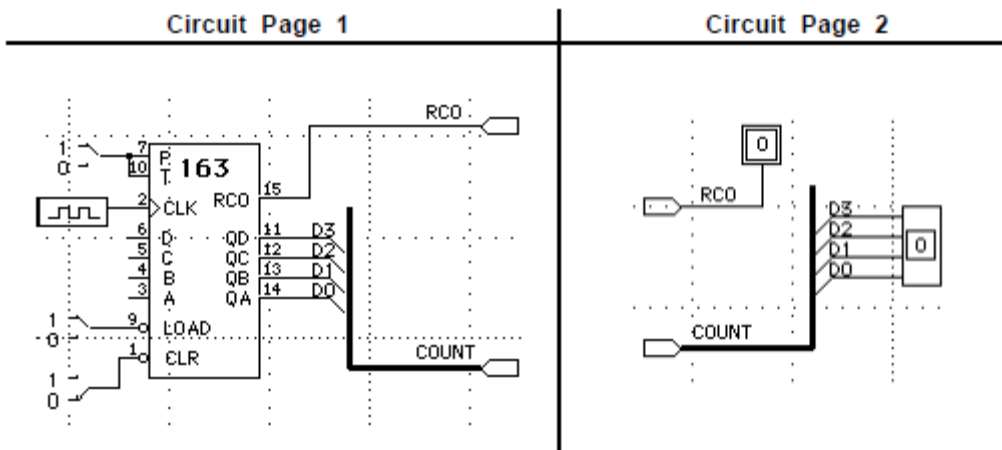 Circuit Page 1
RCO
1
0
7 P
10 T
163
RCO 15
2 CLK
6 D QD 11 D3
5 C QC 12 D2
4 B QB 13 D1
3 A QA 14 D0
1
0
9 LOAD
COUNT
1 CLR
1
0
Circuit Page 2
0
RCO
D3
D2
0
D1
D0
COUNT